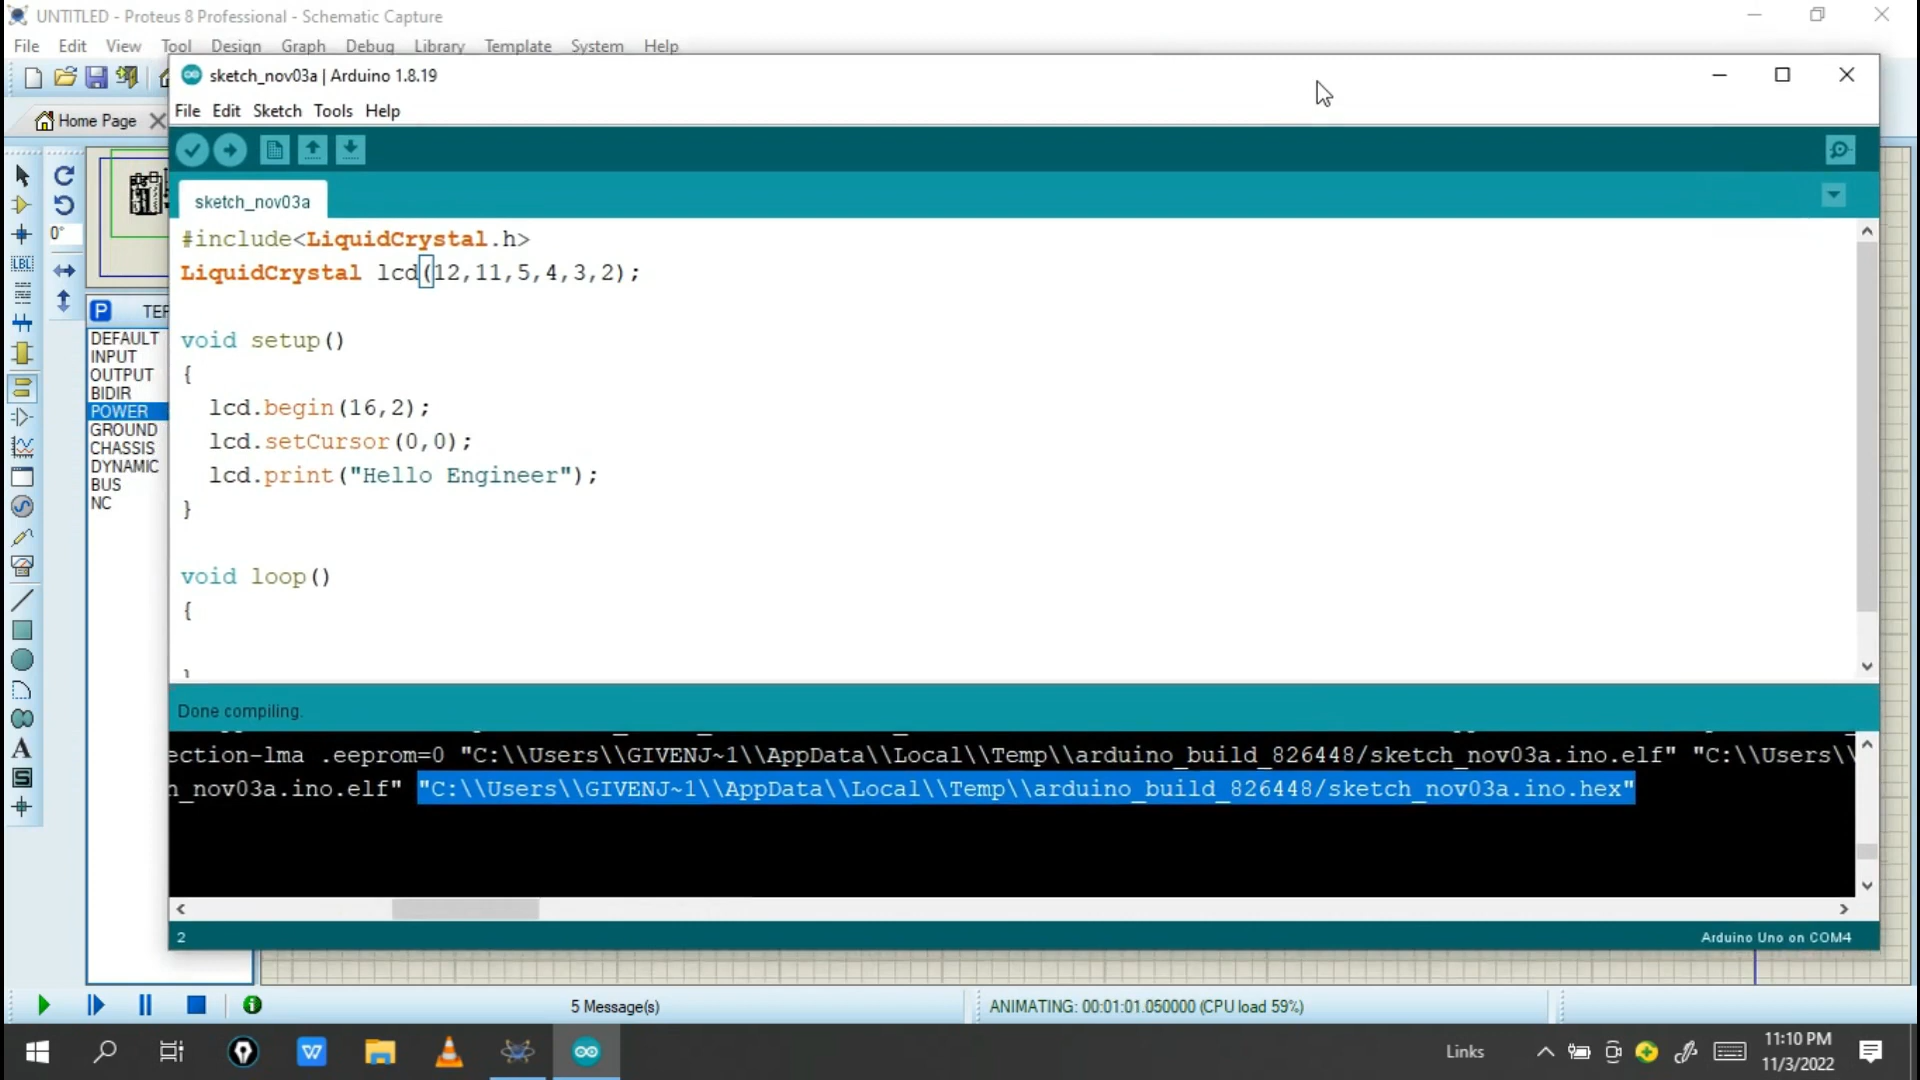 UNTITLED - Proteus 8 Professional - Schematic Capture
File Edit View Tool Design Graph Debug Library Template System Help
sketch_nov03a | Arduino 1.8.19
File Edit Sketch Tools Help
Home Page
sketch_nov03a
0°
LBL
P
DEFAULT
INPUT
OUTPUT
BIDIR
POWER
GROUND
CHASSIS
DYNAMIC
BUS
NC
A
S
#include<LiquidCrystal.h>
LiquidCrystal lcd(12,11,5,4,3,2);
void setup()
{
lcd.begin(16,2);
lcd.setCursor(0,0);
lcd.print("Hello Engineer");
}
void loop()
{
Done compiling.
ection-lma .eeprom=0 "C:\\Users\\GIVENJ~1\\AppData\\Local\\Temp\\arduino_build_826448/sketch_nov03a.ino.elf" "C:\\Users\\
n_nov03a.ino.elf" "C:\\Users\\GIVENJ~1\\AppData\\Local\\Temp\\arduino_build_826448/sketch_nov03a.ino.hex"
2
Arduino Uno on COM4
5 Message(s)
ANIMATING: 00:01:01.050000 (CPU load 59%)
W
Links
11:10 PM
11/3/2022